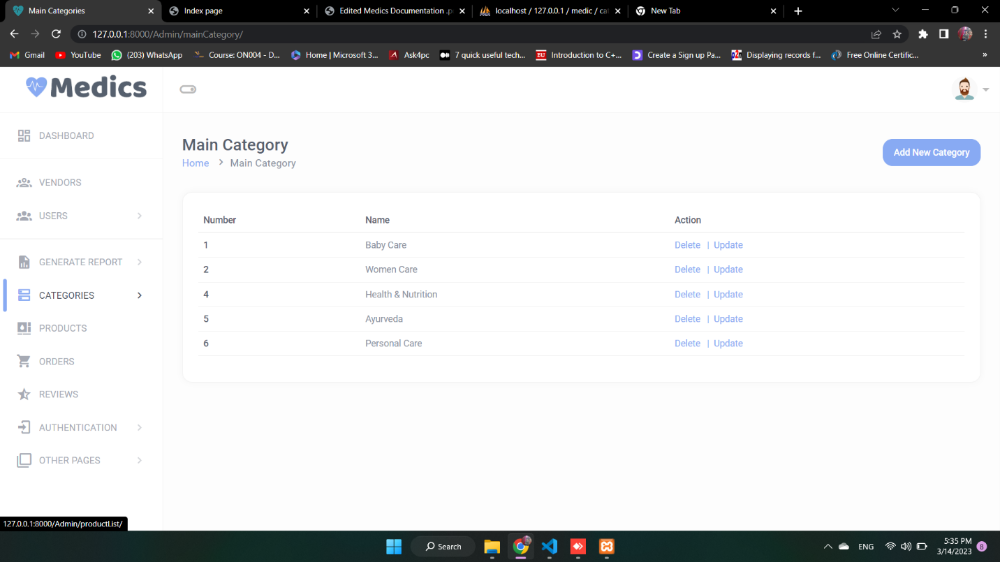 Main Categories
Index page
Edited Medics Documentation .p
localhost / 127.0.0.1 / medic / ca
New Tab
127.0.0.1:8000/Admin/mainCategory/
Gmail
YouTube
(203) WhatsApp
Course: ON004 - D...
Home | Microsoft 3...
Ask4pc
7 quick useful tech...
Introduction to C+...
Create a Sign up Pa...
Displaying records f...
Free Online Certific...
»
Medics
DASHBOARD
VENDORS
USERS
GENERATE REPORT
CATEGORIES
PRODUCTS
ORDERS
REVIEWS
AUTHENTICATION
OTHER PAGES
Main Category
Home > Main Category
Add New Category
Number Name Action
1 Baby Care Delete | Update
2 Women Care Delete | Update
4 Health & Nutrition Delete | Update
5 Ayurveda Delete | Update
6 Personal Care Delete | Update
127.0.0.1:8000/Admin/productList/
Search
ENG
5:35 PM
3/14/2023
8